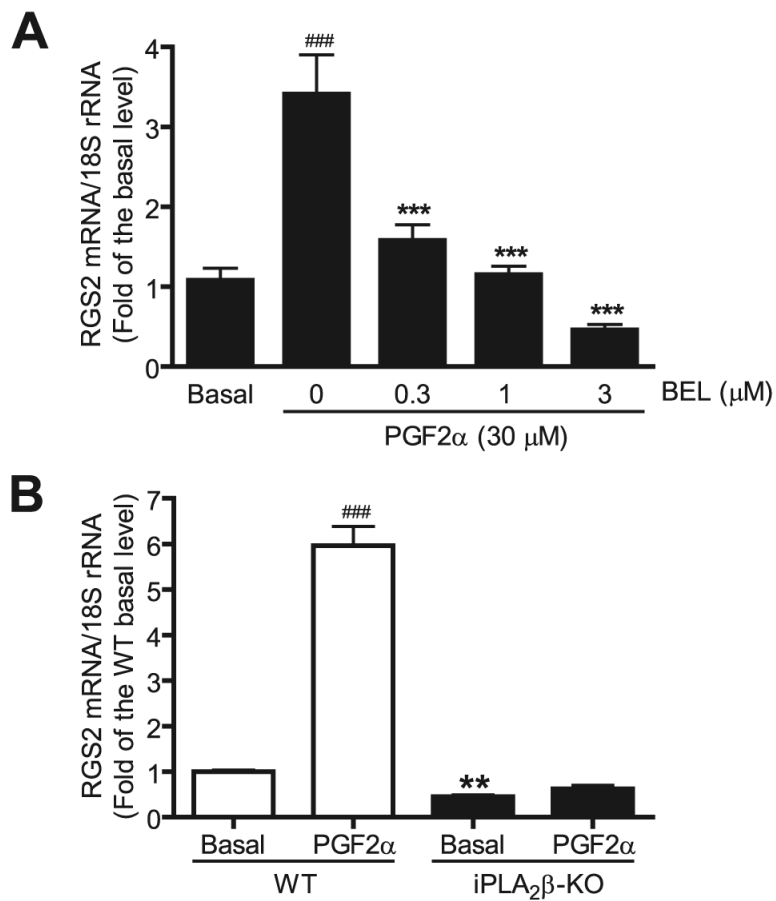 A
RGS2 mRNA/18S rRNA
(Fold of the basal level)
4
3
2
1
0
###
***
***
***
Basal 0 0.3 1 3 BEL (μM)
PGF2α (30 μM)
B
RGS2 mRNA/18S rRNA
(Fold of the WT basal level)
7
6
5
4
3
2
1
0
###
**
Basal PGF2α Basal PGF2α
WT iPLA₂β-KO